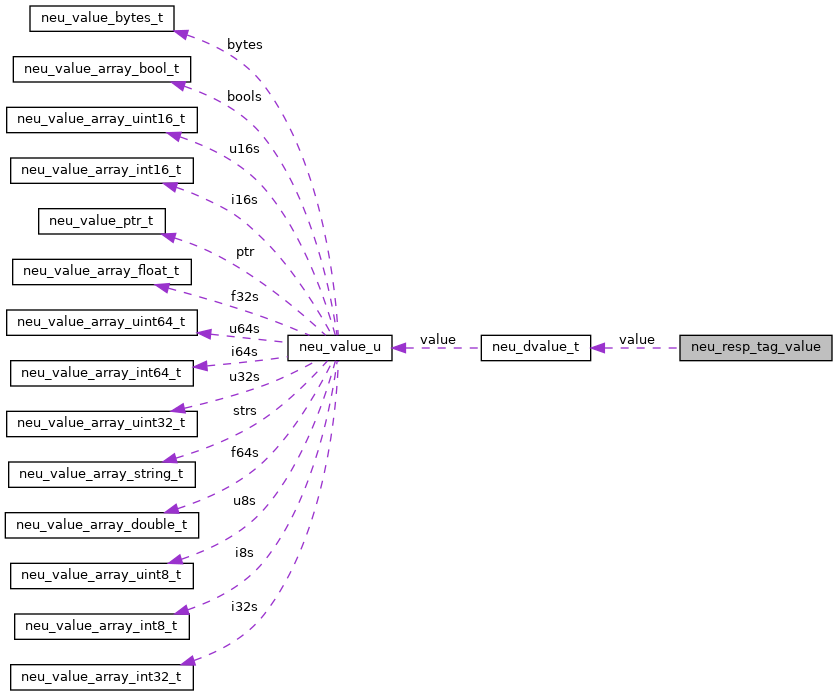 neu_value_bytes_t
bytes
neu_value_array_bool_t
bools
neu_value_array_uint16_t
u16s
neu_value_array_int16_t
i16s
neu_value_ptr_t
ptr
neu_value_array_float_t
f32s
neu_value_array_uint64_t
u64s
neu_value_u
value
neu_dvalue_t
value
neu_resp_tag_value
i64s
neu_value_array_int64_t
u32s
neu_value_array_uint32_t
strs
neu_value_array_string_t
f64s
neu_value_array_double_t
u8s
neu_value_array_uint8_t
i8s
neu_value_array_int8_t
i32s
neu_value_array_int32_t